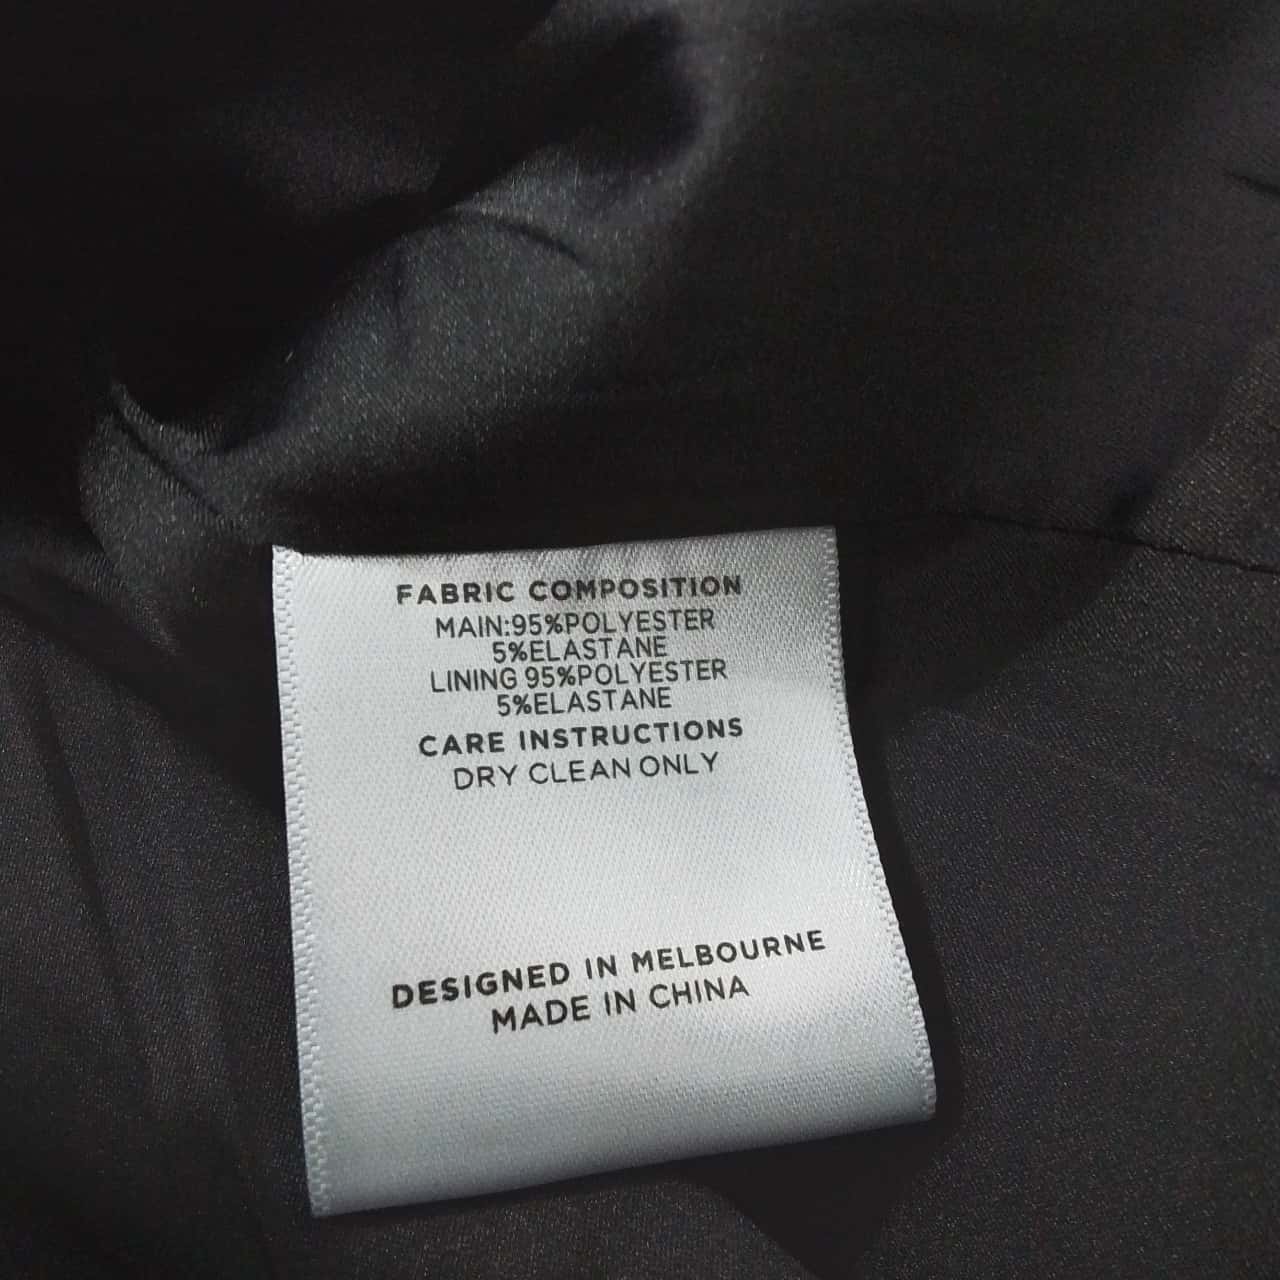 FABRIC COMPOSITION
MAIN:95%POLYESTER
5%ELASTANE
LINING 95%POLYESTER
5%ELASTANE
CARE INSTRUCTIONS
DRY CLEAN ONLY
DESIGNED IN MELBOURNE
MADE IN CHINA